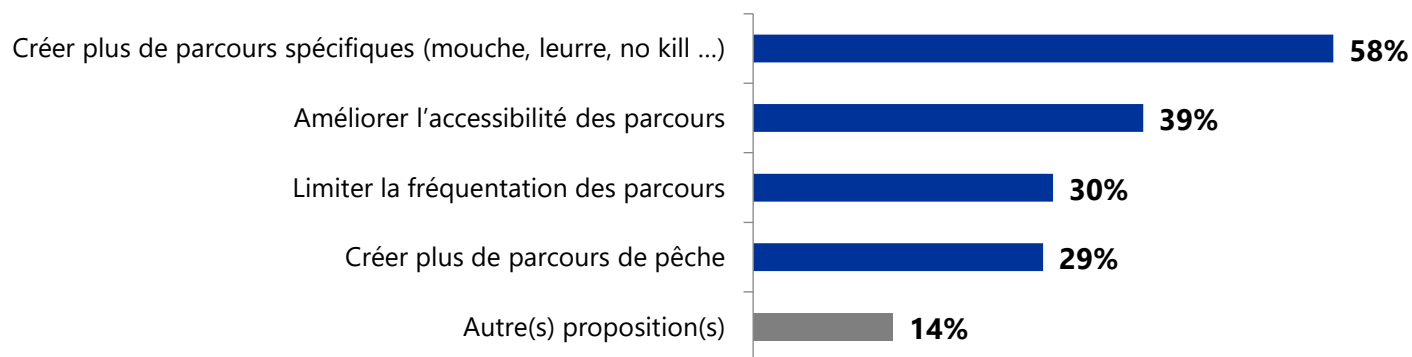 Créer plus de parcours spécifiques (mouche, leurre, no kill ...) 58%
Améliorer l’accessibilité des parcours 39%
Limiter la fréquentation des parcours 30%
Créer plus de parcours de pêche 29%
Autre(s) proposition(s) 14%